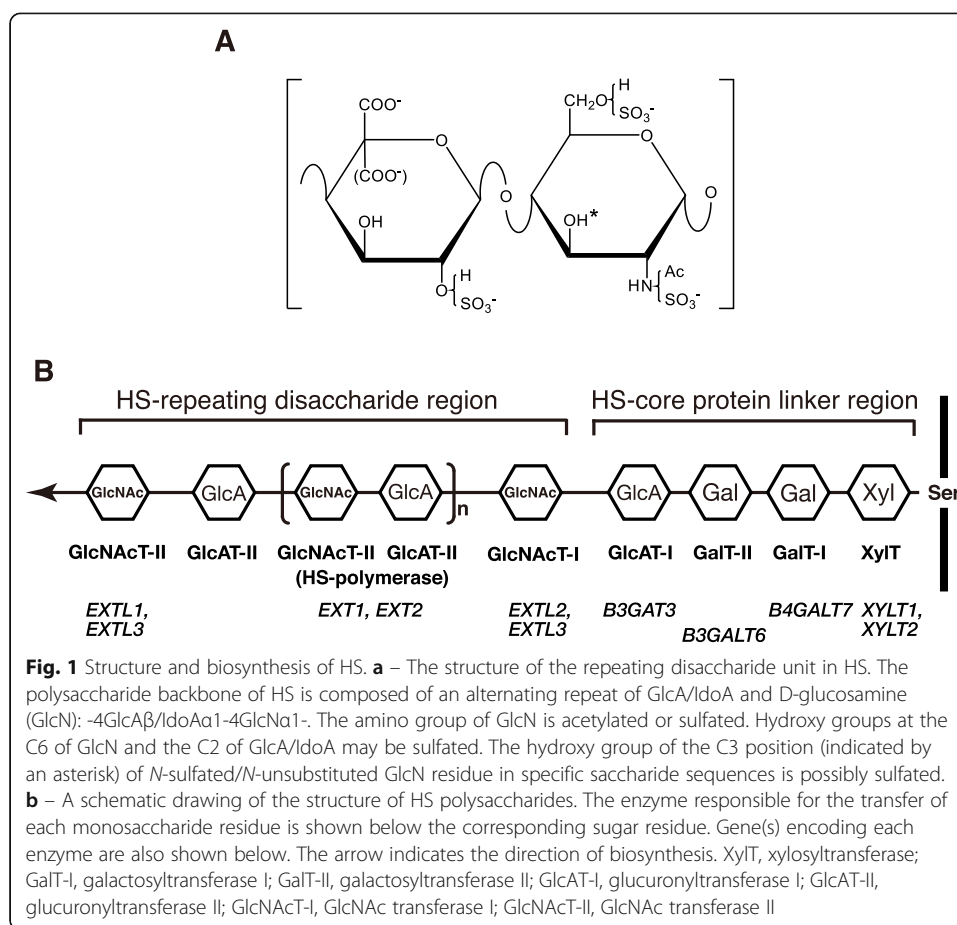 A
COO-
(COO-)
O
OH
O
H
SO3-
O
CH2O
H
SO3-
O
OH*
HN
Ac
SO3-
O
B
HS-repeating disaccharide region HS-core protein linker region
GlcNAc GlcA GlcNAc GlcA n GlcNAc GlcA Gal Gal Xyl Ser
GlcNAcT-II GlcAT-II GlcNAcT-II GlcAT-II GlcNAcT-I GlcAT-I GalT-II GalT-I XylT
(HS-polymerase)
EXTL1, EXT1, EXT2 EXTL2, B3GAT3 B4GALT7 XYLT1,
EXTL3 EXTL3 B3GALT6 XYLT2
Fig. 1 Structure and biosynthesis of HS. a – The structure of the repeating disaccharide unit in HS. The
polysaccharide backbone of HS is composed of an alternating repeat of GlcA/IdoA and D-glucosamine
(GlcN): -4GlcAβ/IdoAα1-4GlcNα1-. The amino group of GlcN is acetylated or sulfated. Hydroxy groups at the
C6 of GlcN and the C2 of GlcA/IdoA may be sulfated. The hydroxy group of the C3 position (indicated by
an asterisk) of N-sulfated/N-unsubstituted GlcN residue in specific saccharide sequences is possibly sulfated.
b – A schematic drawing of the structure of HS polysaccharides. The enzyme responsible for the transfer of
each monosaccharide residue is shown below the corresponding sugar residue. Gene(s) encoding each
enzyme are also shown below. The arrow indicates the direction of biosynthesis. XylT, xylosyltransferase;
GalT-I, galactosyltransferase I; GalT-II, galactosyltransferase II; GlcAT-I, glucuronyltransferase I; GlcAT-II,
glucuronyltransferase II; GlcNAcT-I, GlcNAc transferase I; GlcNAcT-II, GlcNAc transferase II